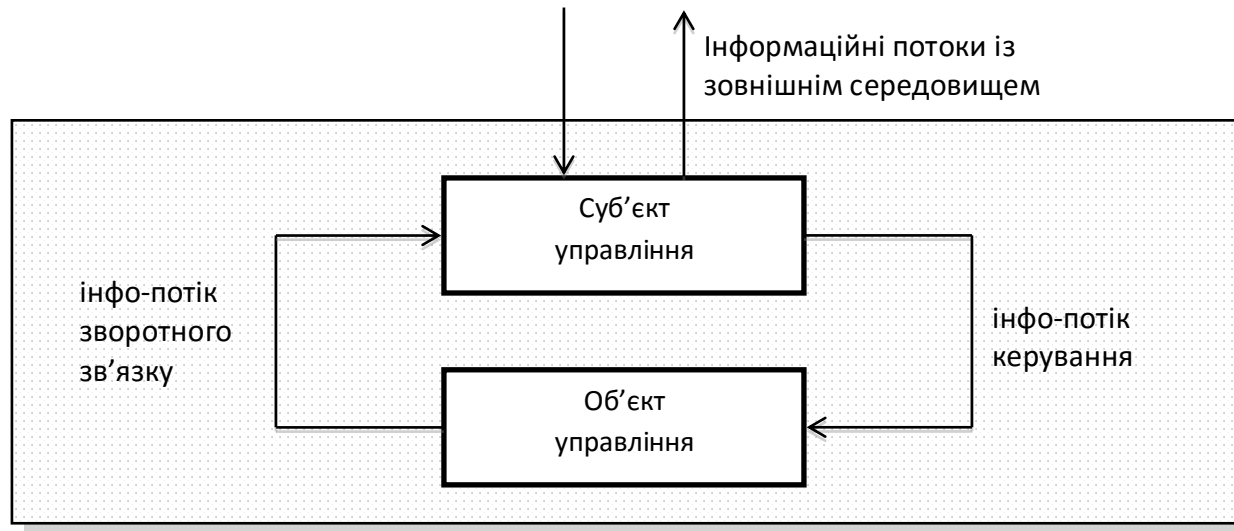 Інформаційні потоки із
зовнішнім середовищем
Суб’єкт
управління
інфо-потік
зворотного
зв’язку
інфо-потік
керування
Об’єкт
управління